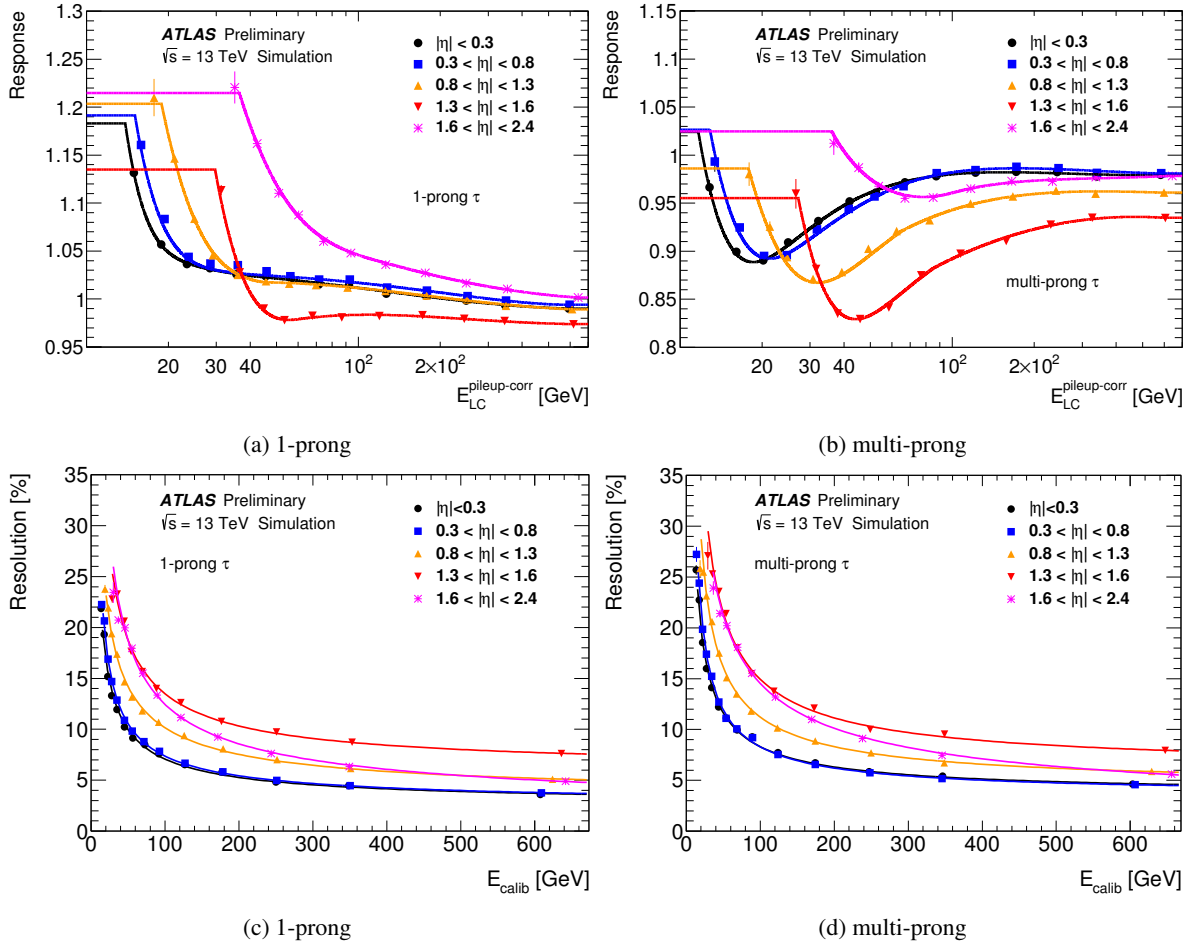 Response
1.3
1.25
1.2
1.15
1.1
1.05
1
0.95
ATLAS Preliminary
√s = 13 TeV Simulation
|η| < 0.3
0.3 < |η| < 0.8
0.8 < |η| < 1.3
1.3 < |η| < 1.6
1.6 < |η| < 2.4
1-prong τ
20 30 40 10² 2×10²
E_LC^pileup-corr [GeV]
(a) 1-prong
Response
1.15
1.1
1.05
1
0.95
0.9
0.85
0.8
ATLAS Preliminary
√s = 13 TeV Simulation
|η| < 0.3
0.3 < |η| < 0.8
0.8 < |η| < 1.3
1.3 < |η| < 1.6
1.6 < |η| < 2.4
multi-prong τ
20 30 40 10² 2×10²
E_LC^pileup-corr [GeV]
(b) multi-prong
Resolution [%]
35
30
25
20
15
10
5
0
ATLAS Preliminary
√s = 13 TeV Simulation
1-prong τ
|η|<0.3
0.3 < |η| < 0.8
0.8 < |η| < 1.3
1.3 < |η| < 1.6
1.6 < |η| < 2.4
0 100 200 300 400 500 600
E_calib [GeV]
(c) 1-prong
Resolution [%]
35
30
25
20
15
10
5
0
ATLAS Preliminary
√s = 13 TeV Simulation
multi-prong τ
|η|<0.3
0.3 < |η| < 0.8
0.8 < |η| < 1.3
1.3 < |η| < 1.6
1.6 < |η| < 2.4
0 100 200 300 400 500 600
E_calib [GeV]
(d) multi-prong